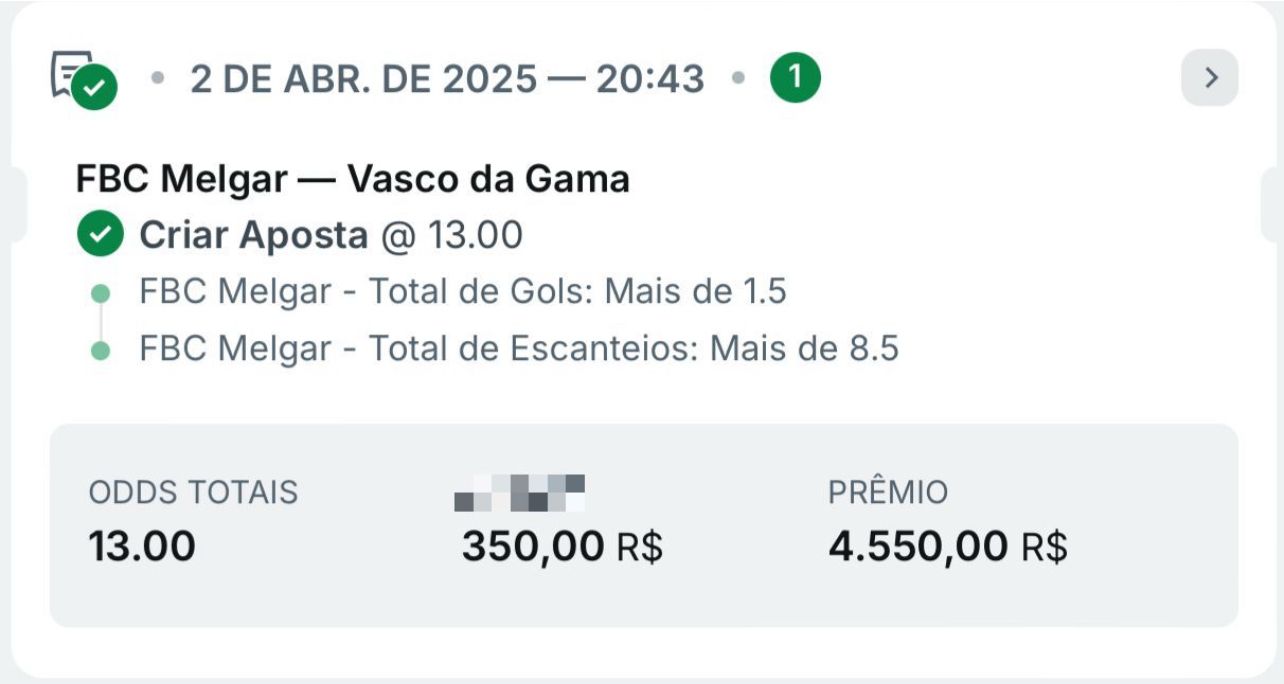 • 2 DE ABR. DE 2025 — 20:43 • 1
FBC Melgar — Vasco da Gama
Criar Aposta @ 13.00
FBC Melgar - Total de Gols: Mais de 1.5
FBC Melgar - Total de Escanteios: Mais de 8.5
ODDS TOTAIS PRÊMIO
13.00 350,00 R$ 4.550,00 R$